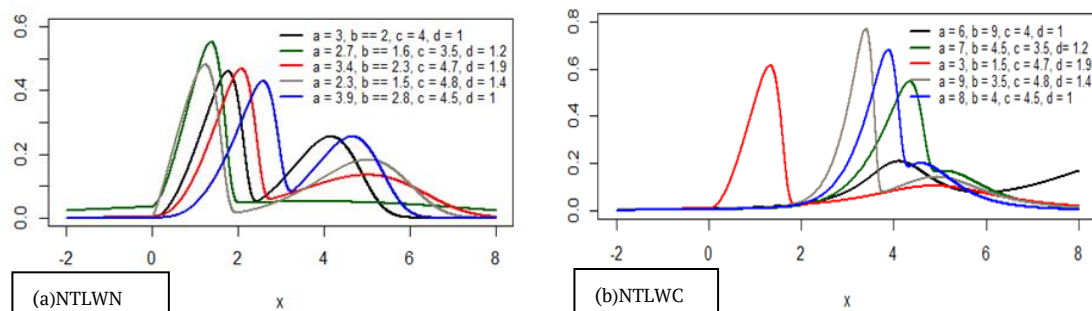 0.6
0.4
0.2
0.0
a = 3, b == 2, c = 4, d = 1
a = 2.7, b == 1.6, c = 3.5, d = 1.2
a = 3.4, b == 2.3, c = 4.7, d = 1.9
a = 2.3, b == 1.5, c = 4.8, d = 1.4
a = 3.9, b == 2.8, c = 4.5, d = 1
-2 0 2 4 6 8
x
(a)NTLWN
0.8
0.6
0.4
0.2
0.0
a = 6, b = 9, c = 4, d = 1
a = 7, b = 4.5, c = 3.5, d = 1.2
a = 3, b = 1.5, c = 4.7, d = 1.9
a = 9, b = 3.5, c = 4.8, d = 1.4
a = 8, b = 4, c = 4.5, d = 1
-2 0 2 4 6 8
x
(b)NTLWC